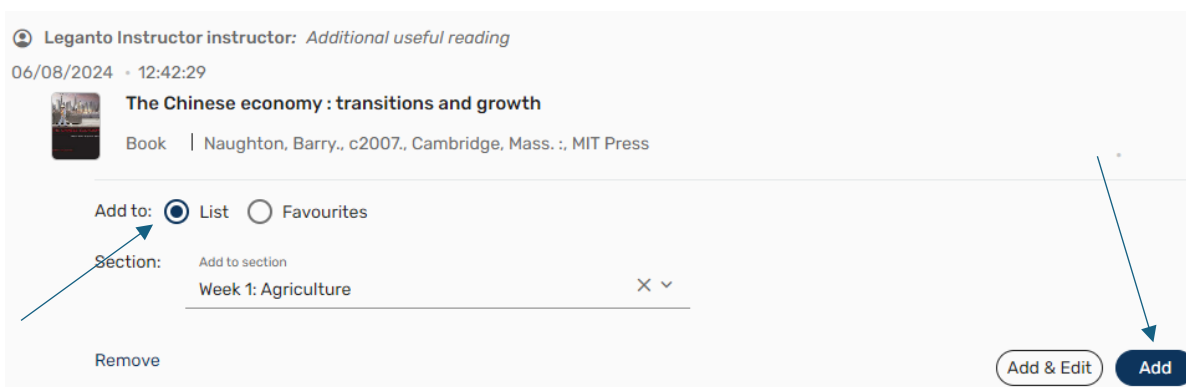 Leganto Instructor instructor: Additional useful reading
06/08/2024 • 12:42:29
The Chinese economy : transitions and growth
Book | Naughton, Barry., c2007., Cambridge, Mass. :, MIT Press
Add to: List Favourites
Section: Add to section
Week 1: Agriculture
Remove Add & Edit Add